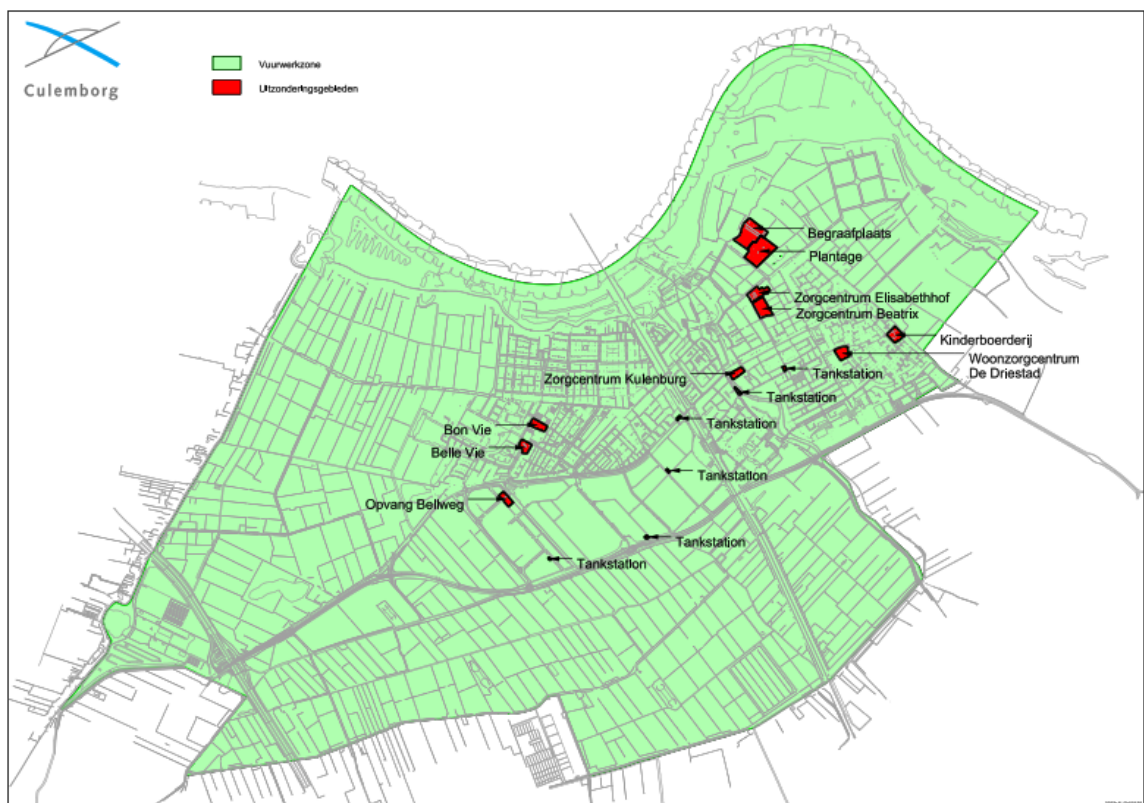 Culemborg
Vuurwerkzone
Uitzonderingsgebieden
Begraafplaats
Plantage
Zorgcentrum Elisabethhof
Zorgcentrum Beatrix
Kinderboerderij
Woonzorgcentrum
De Driestad
Zorgcentrum Kulenburg
Tankstation
Tankstation
Tankstation
Bon Vie
Belle Vie
Tankstation
Opvang Bellweg
Tankstation
Tankstation